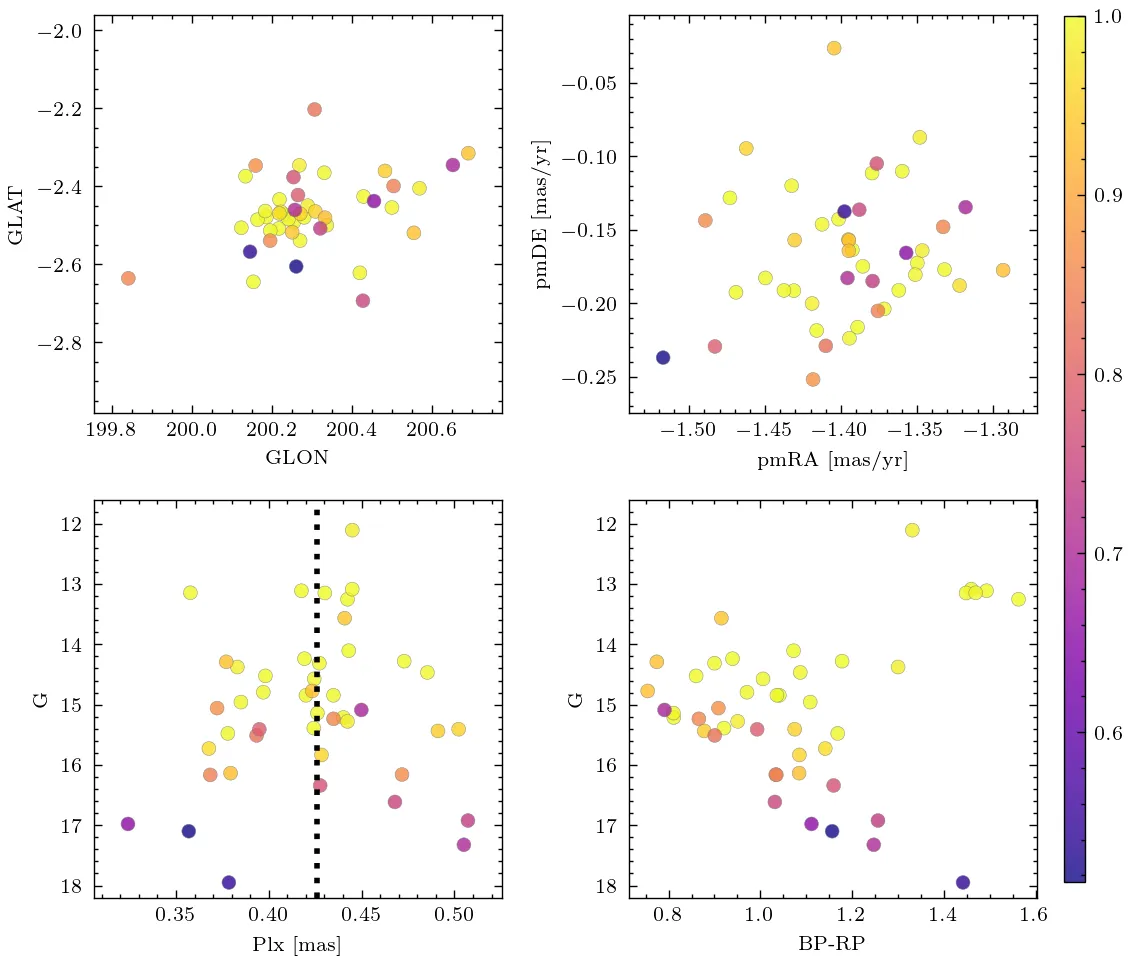 −2.0
−2.2
−2.4
−2.6
−2.8
GLAT
199.8 200.0 200.2 200.4 200.6
GLON
−0.05
−0.10
−0.15
−0.20
−0.25
pmDE [mas/yr]
−1.50 −1.45 −1.40 −1.35 −1.30
pmRA [mas/yr]
1.0
0.9
0.8
0.7
0.6
12
13
14
15
16
17
18
G
0.35 0.40 0.45 0.50
Plx [mas]
12
13
14
15
16
17
18
G
0.8 1.0 1.2 1.4 1.6
BP-RP